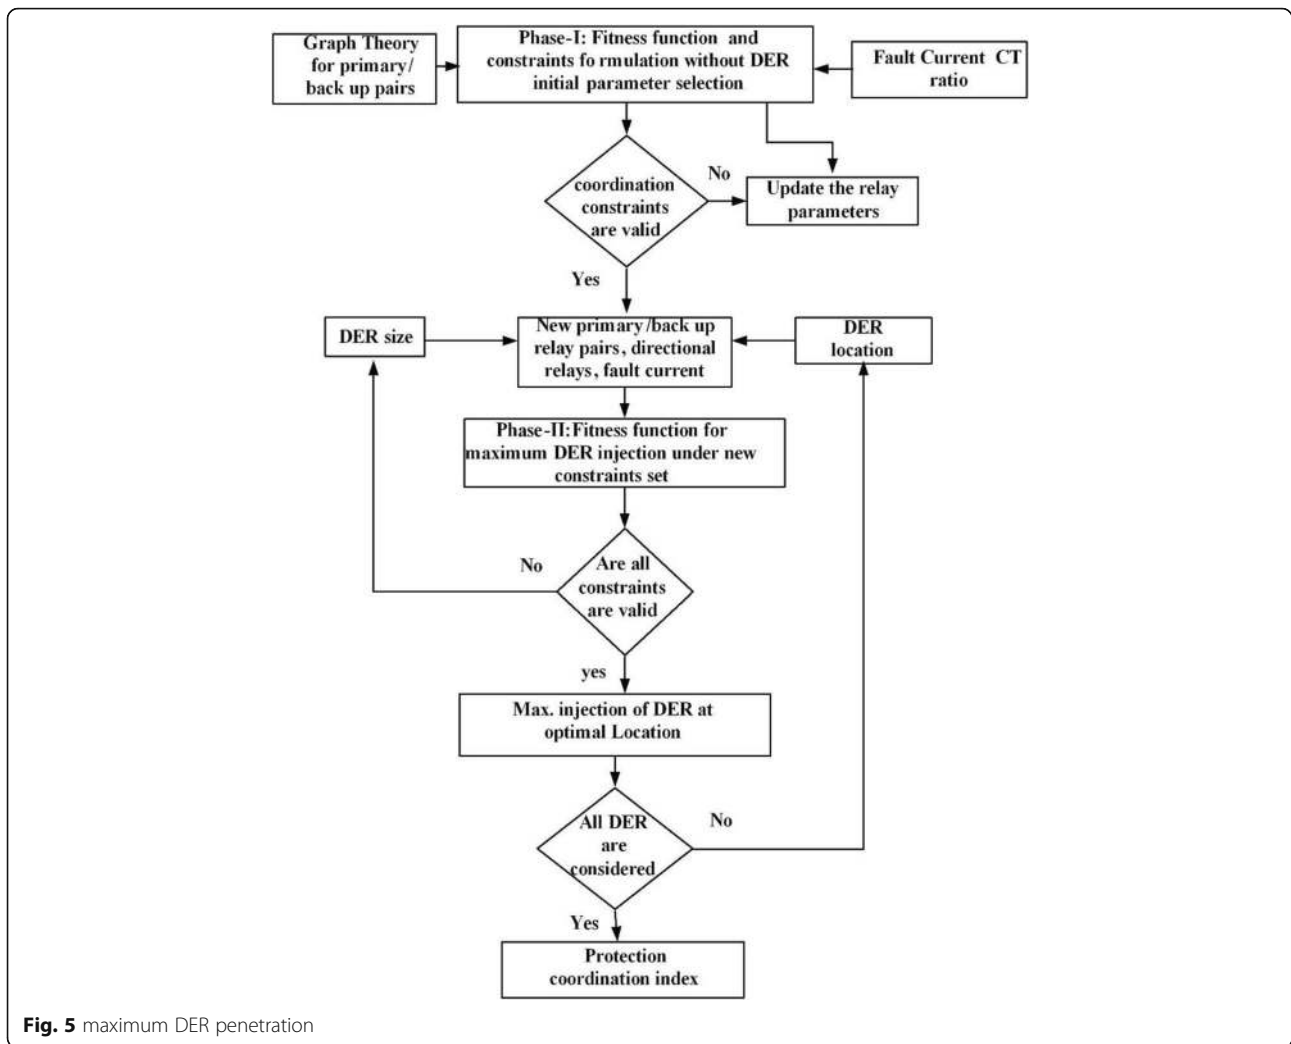 Graph Theory
for primary/
back up pairs
Phase-I: Fitness function and
constraints fo rmulation without DER
initial parameter selection
Fault Current CT
ratio
coordination
constraints
are valid
No
Update the relay
parameters
Yes
DER size
New primary/back up
relay pairs, directional
relays, fault current
DER
location
Phase-II:Fitness function for
maximum DER injection under new
constraints set
No
Are all
constraints
are valid
yes
Max. injection of DER at
optimal Location
All DER
are
considered
No
Yes
Protection
coordination index
Fig. 5 maximum DER penetration